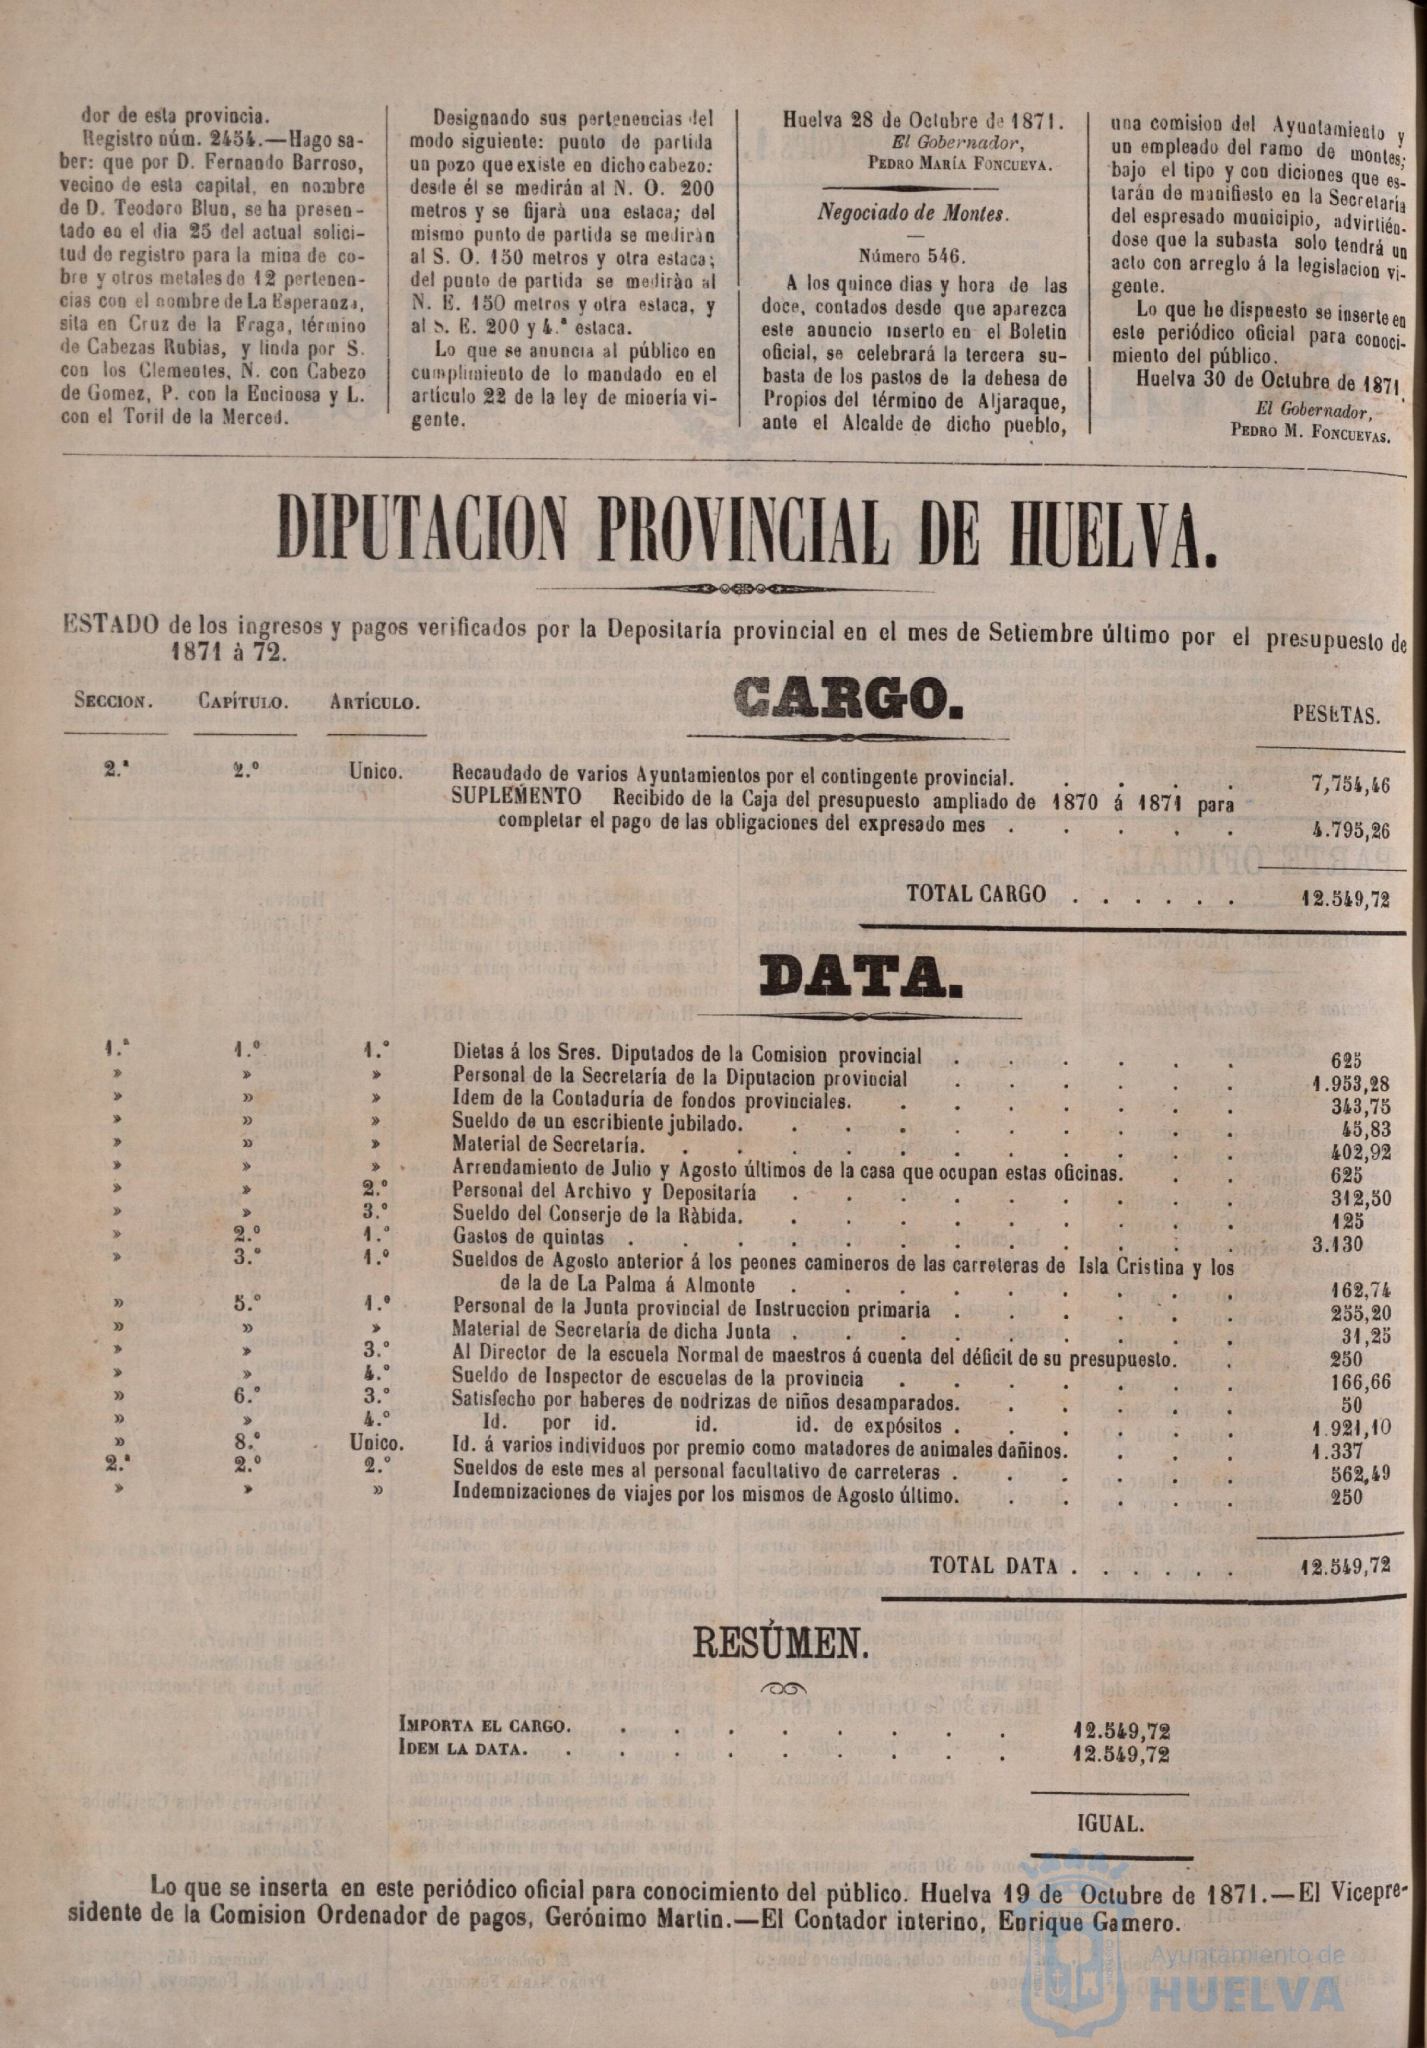 dor de esta provincia.
Registro núm. 2454.—Hago sa-
ber: que por D. Fernando Barroso,
vecino de esta capital, en nombre
de D. Teodoro Blun, se ha presen-
tado en el dia 25 del actual solici-
tud de registro para la mina de co-
bre y otros metales de 12 pertenen-
cias con el nombre de La Esperanza,
sita en Cruz de la Fraga, término
de Cabezas Rubias, y linda por S.
con los Clementes, N. con Cabezo
de Gomez, P. con la Encinosa y L.
con el Toril de la Merced.
Designando sus pertenencias del
modo siguiente: punto de partida
un pozo que existe en dicho cabezo:
desde él se medirán al N. O. 200
metros y se fijará una estaca; del
mismo punto de partida se mediràn
al S. O. 150 metros y otra estaca;
del punto de partida se mediràn al
N. E. 150 metros y otra estaca, y
al S. E. 200 y 4.ª estaca.
Lo que se anuncia al público en
cumplimiento de lo mandado en el
artículo 22 de la ley de minería vi-
gente.
Huelva 28 de Octubre de 1871.
El Gobernador,
PEDRO MARÍA FONCUEVA.
Negociado de Montes.
Número 546.
A los quince dias y hora de las
doce, contados desde que aparezca
este anuncio inserto en el Boletin
oficial, se celebrará la tercera su-
basta de los pastos de la dehesa de
Propios del término de Aljaraque,
ante el Alcalde de dicho pueblo,
una comision del Ayuntamiento y
un empleado del ramo de montes;
bajo el tipo y con diciones que es-
tarán de manifiesto en la Secretaría
del espresado municipio, advirtién-
dose que la subasta solo tendrá un
acto con arreglo á la legislacion vi-
gente.
Lo que he dispuesto se inserte en
este periódico oficial para conoci-
miento del público.
Huelva 30 de Octubre de 1871.
El Gobernador,
PEDRO M. FONCUEVAS.
DIPUTACION PROVINCIAL DE HUELVA.
ESTADO de los ingresos y pagos verificados por la Depositaría provincial en el mes de Setiembre último por el presupuesto de
1871 à 72.
SECCION. CAPÍTULO. ARTÍCULO. CARGO. PESETAS.
2.ª 2.º Unico. Recaudado de varios Ayuntamientos por el contingente provincial. . . . . 7,754,46
SUPLEMENTO Recibido de la Caja del presupuesto ampliado de 1870 á 1871 para
completar el pago de las obligaciones del expresado mes . . . . . 4.795,26
TOTAL CARGO . . . . . . 12.549,72
DATA.
1.ª 1.º 1.º Dietas á los Sres. Diputados de la Comision provincial . . . . . . 625
» » » Personal de la Secretaría de la Diputacion provincial . . . . . . 1.953,28
» » » Idem de la Contaduría de fondos provinciales. . . . . . . . 343,75
» » » Sueldo de un escribiente jubilado. . . . . . . . . . 45,83
» » » Material de Secretaría. . . . . . . . . . . . 402,92
» » » Arrendamiento de Julio y Agosto últimos de la casa que ocupan estas oficinas. . . 625
» » 2.º Personal del Archivo y Depositaría . . . . . . . . . 312,50
» » 3.º Sueldo del Conserje de la Ràbida. . . . . . . . . . 125
» 2.º 1.º Gastos de quintas . . . . . . . . . . . . 3.130
» 3.º 1.º Sueldos de Agosto anterior á los peones camineros de las carreteras de Isla Cristina y los
de la de La Palma á Almonte . . . . . . . . . 162,74
» 5.º 1.º Personal de la Junta provincial de Instruccion primaria . . . . . . 255,20
» » » Material de Secretaría de dicha Junta . . . . . . . . . 31,25
» » 3.º Al Director de la escuela Normal de maestros á cuenta del déficit de su presupuesto. . 250
» » 4.º Sueldo de Inspector de escuelas de la provincia . . . . . . . 166,66
» 6.º 3.º Satisfecho por haberes de nodrizas de niños desamparados. . . . . . 50
» » 4.º Id. por id. id. id. de expósitos . . . . . . 1.921,10
» 8.º Unico. Id. á varios individuos por premio como matadores de animales dañinos. . . . 1.337
2.ª 2.º 2.º Sueldos de este mes al personal facultativo de carreteras . . . . . . 562,49
» » » Indemnizaciones de viajes por los mismos de Agosto último. . . . . . 250
TOTAL DATA . . . . . . 12.549,72
RESÚMEN.
IMPORTA EL CARGO. . . . . . . . . 12.549,72
IDEM LA DATA. . . . . . . . . . 12.549,72
IGUAL.
Lo que se inserta en este periódico oficial para conocimiento del público. Huelva 19 de Octubre de 1871.—El Vicepre-
sidente de la Comision Ordenador de pagos, Gerónimo Martin.—El Contador interino, Enrique Gamero.
Ayuntamiento de
HUELVA